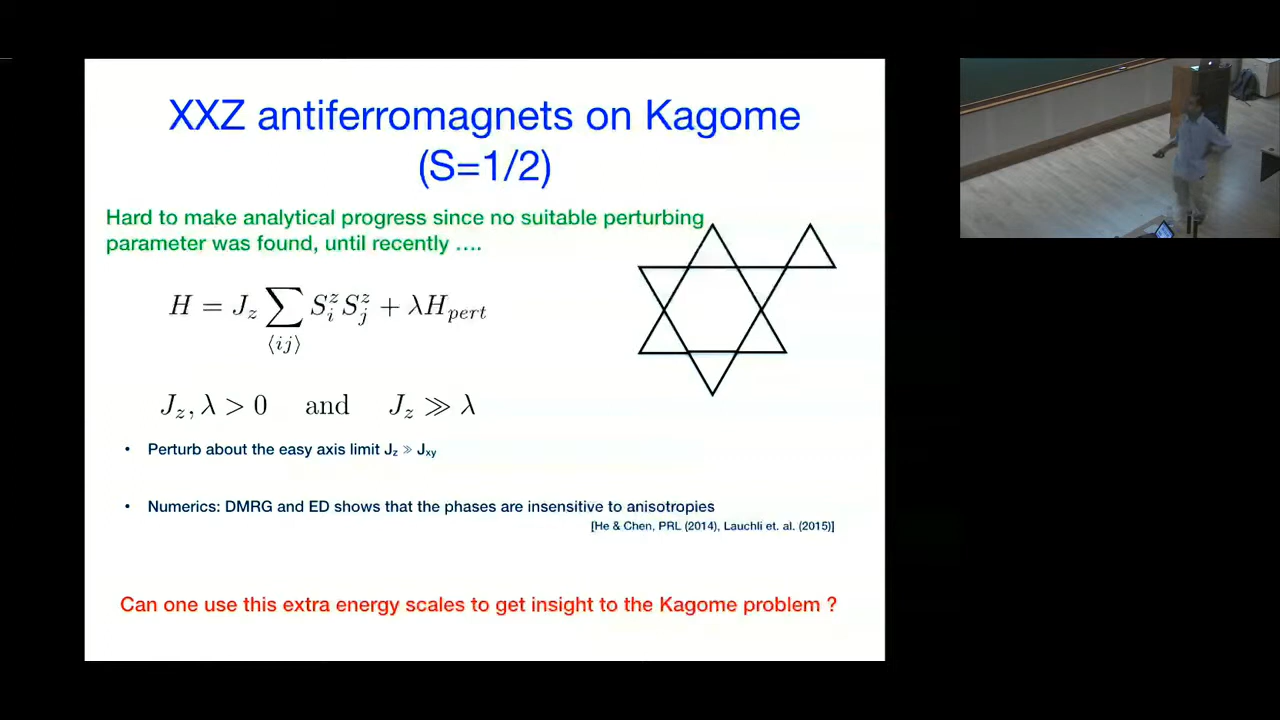 XXZ antiferromagnets on Kagome
(S=1/2)
Hard to make analytical progress since no suitable perturbing
parameter was found, until recently ….
H = J_z ∑_{⟨ij⟩} S_i^z S_j^z + λH_{pert}
J_z, λ > 0 and J_z ≫ λ
• Perturb about the easy axis limit J_z ≫ J_xy
• Numerics: DMRG and ED shows that the phases are insensitive to anisotropies
[He & Chen, PRL (2014), Lauchli et. al. (2015)]
Can one use this extra energy scales to get insight to the Kagome problem ?